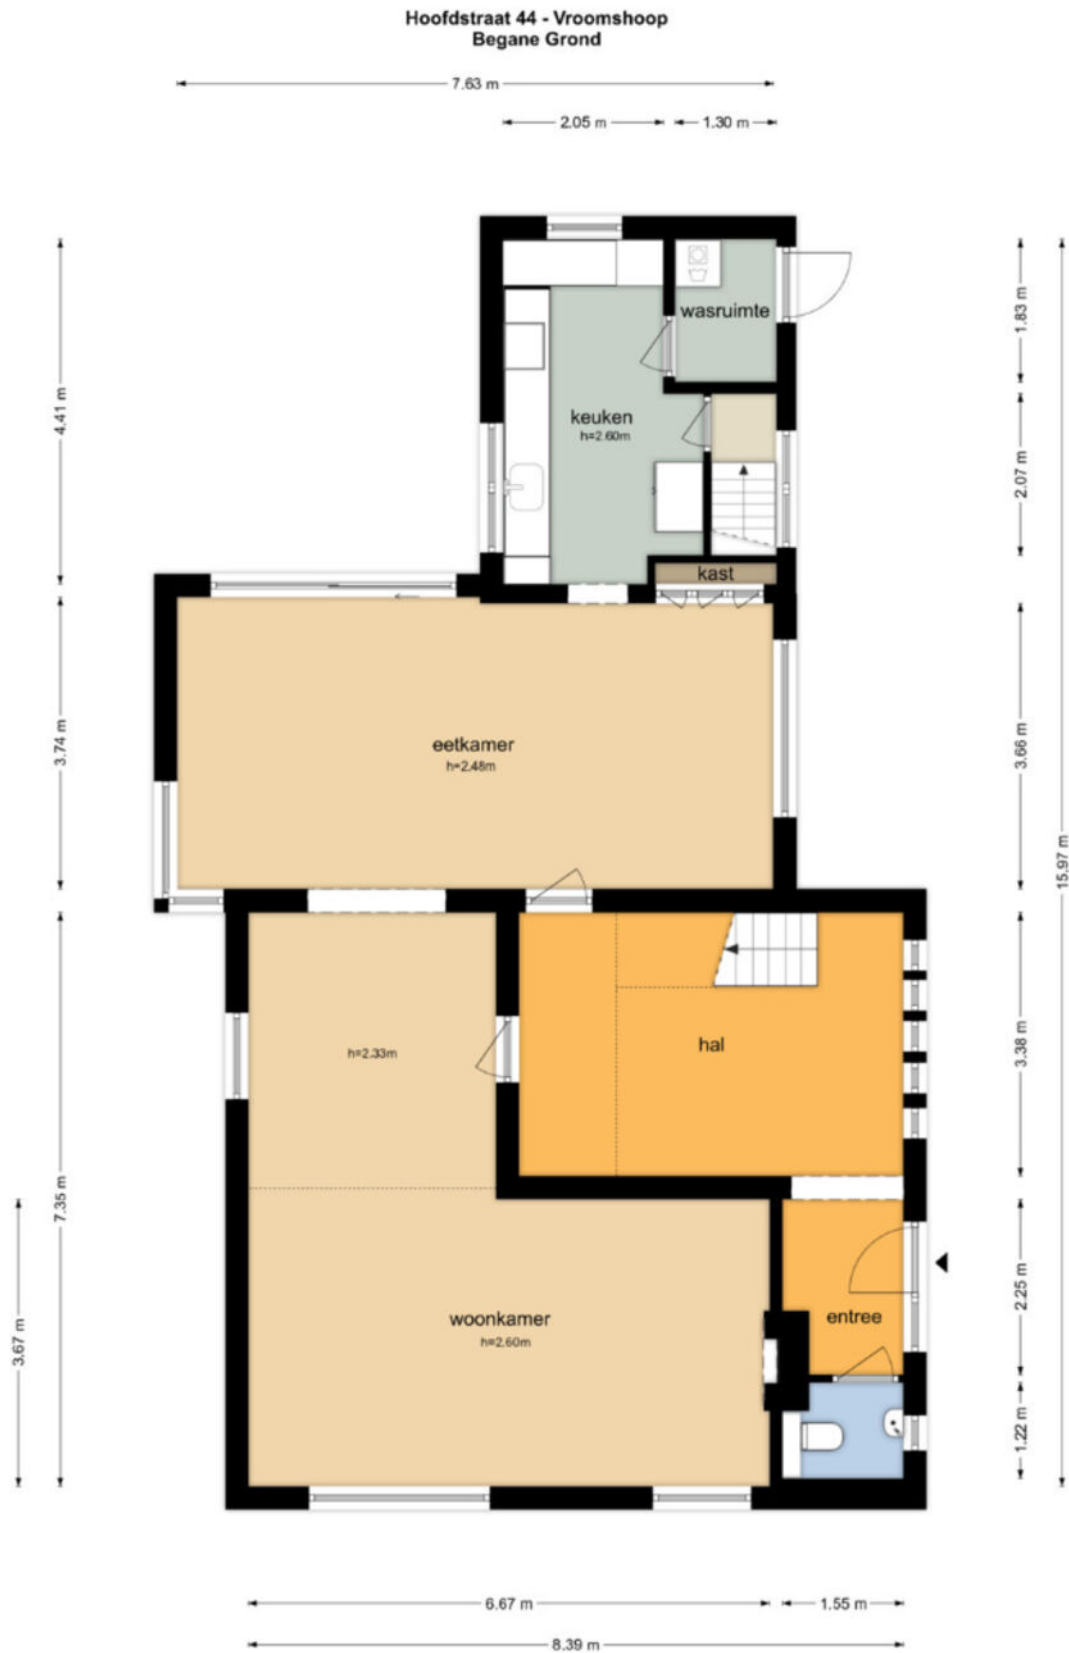 Hoofdstraat 44 - Vroomshoop
Begane Grond
7.63 m
2.05 m
1.30 m
4.41 m
1.83 m
wasruimte
keuken
h=2.60m
2.07 m
kast
3.74 m
eetkamer
h=2.48m
3.66 m
15.97 m
h=2.33m
hal
3.38 m
7.35 m
3.67 m
woonkamer
h=2.60m
entree
2.25 m
1.22 m
6.67 m
1.55 m
8.39 m